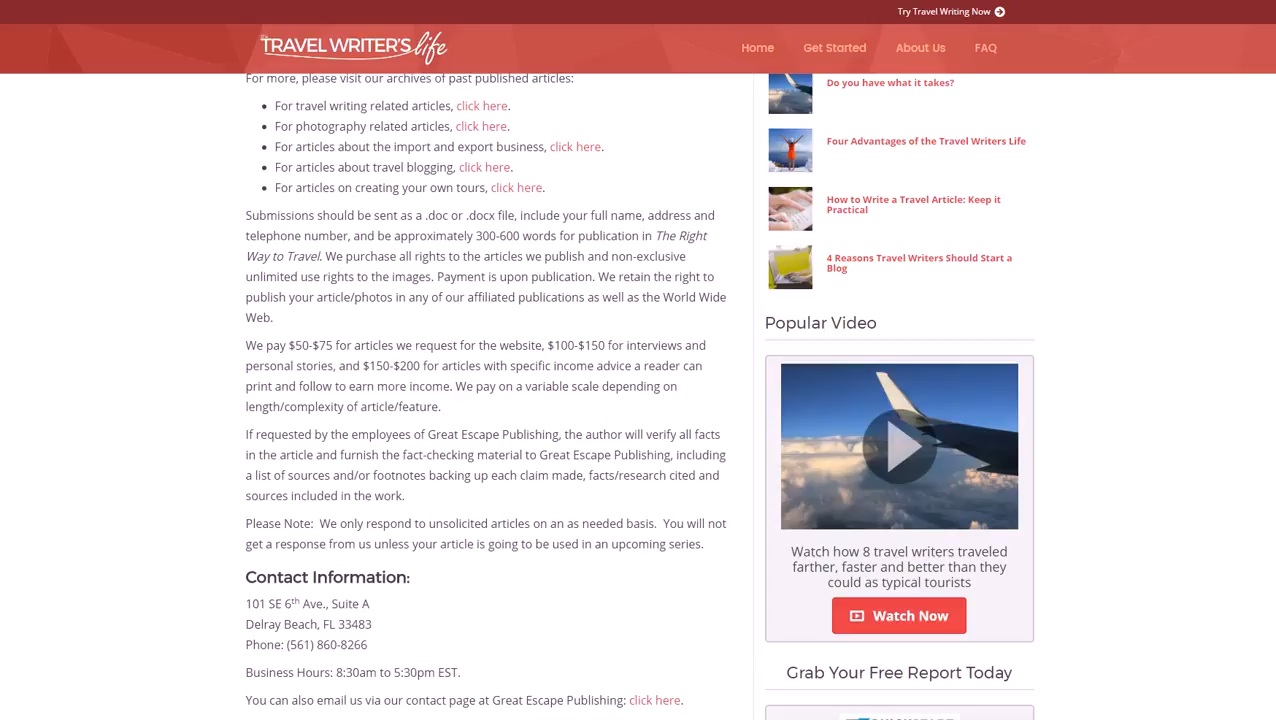 Try Travel Writing Now
TRAVEL WRITER'S life
Home
Get Started
About Us
FAQ
For more, please visit our archives of past published articles:
For travel writing related articles, click here.
For photography related articles, click here.
For articles about the import and export business, click here.
For articles about travel blogging, click here.
For articles on creating your own tours, click here.
Submissions should be sent as a .doc or .docx file, include your full name, address and
telephone number, and be approximately 300-600 words for publication in The Right
Way to Travel. We purchase all rights to the articles we publish and non-exclusive
unlimited use rights to the images. Payment is upon publication. We retain the right to
publish your article/photos in any of our affiliated publications as well as the World Wide
Web.
We pay $50-$75 for articles we request for the website, $100-$150 for interviews and
personal stories, and $150-$200 for articles with specific income advice a reader can
print and follow to earn more income. We pay on a variable scale depending on
length/complexity of article/feature.
If requested by the employees of Great Escape Publishing, the author will verify all facts
in the article and furnish the fact-checking material to Great Escape Publishing, including
a list of sources and/or footnotes backing up each claim made, facts/research cited and
sources included in the work.
Please Note:  We only respond to unsolicited articles on an as needed basis.  You will not
get a response from us unless your article is going to be used in an upcoming series.
Contact Information:
101 SE 6th Ave., Suite A
Delray Beach, FL 33483
Phone: (561) 860-8266
Business Hours: 8:30am to 5:30pm EST.
You can also email us via our contact page at Great Escape Publishing: click here.
Do you have what it takes?
Four Advantages of the Travel Writers Life
How to Write a Travel Article: Keep it
Practical
4 Reasons Travel Writers Should Start a
Blog
Popular Video
Watch how 8 travel writers traveled
farther, faster and better than they
could as typical tourists
Watch Now
Grab Your Free Report Today